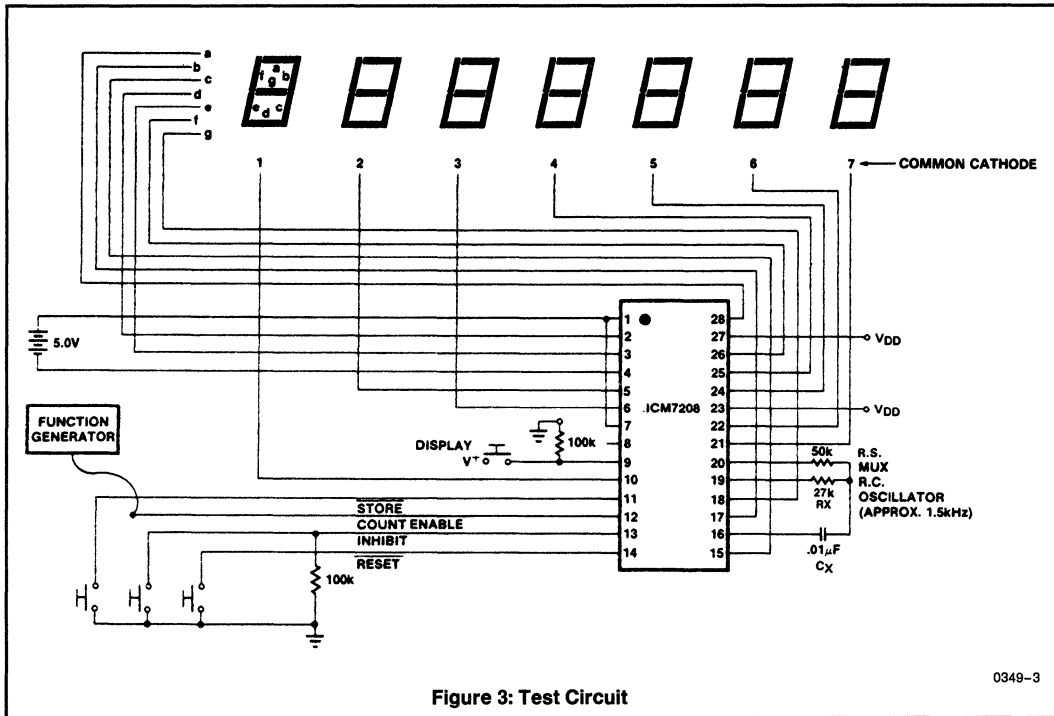 a
b
c
d
e
f
g
a
f b
g
e c
d
1 2 3 4 5 6 7 COMMON CATHODE
5.0V
1 28
2 27 VDD
3 26
4 25
5 24
6 .ICM7208 23 VDD
7 22
8 21
9 20
10 19
11 18
12 17
13 16
14 15
FUNCTION
GENERATOR
DISPLAY
V+
100k
STORE
COUNT ENABLE
INHIBIT
RESET
100k
50k
27k
RX
R.S.
MUX
R.C.
OSCILLATOR
(APPROX. 1.5kHz)
.01μF
CX
0349–3
Figure 3: Test Circuit